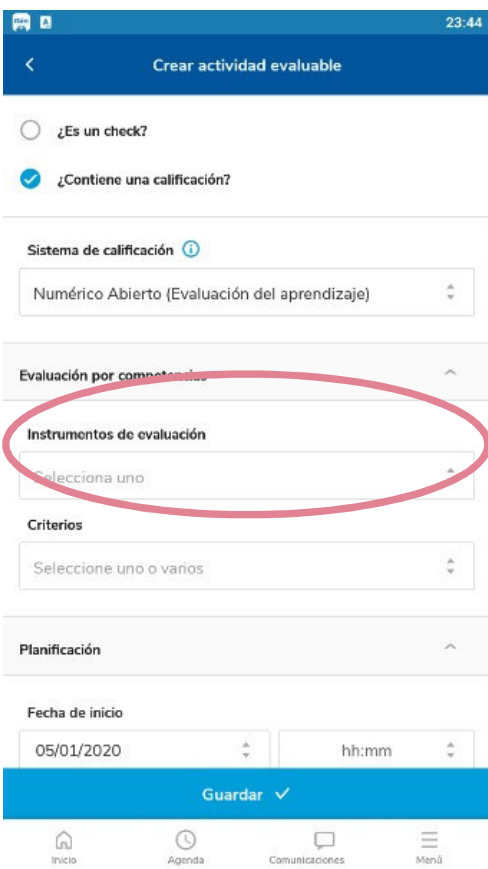 23:44
Crear actividad evaluable
¿Es un check?
¿Contiene una calificación?
Sistema de calificación
Numérico Abierto (Evaluación del aprendizaje)
Evaluación por competencias
Instrumentos de evaluación
Selecciona uno
Criterios
Seleccione uno o varios
Planificación
Fecha de inicio
05/01/2020 hh:mm
Guardar
Inicio Agenda Comunicaciones Menú